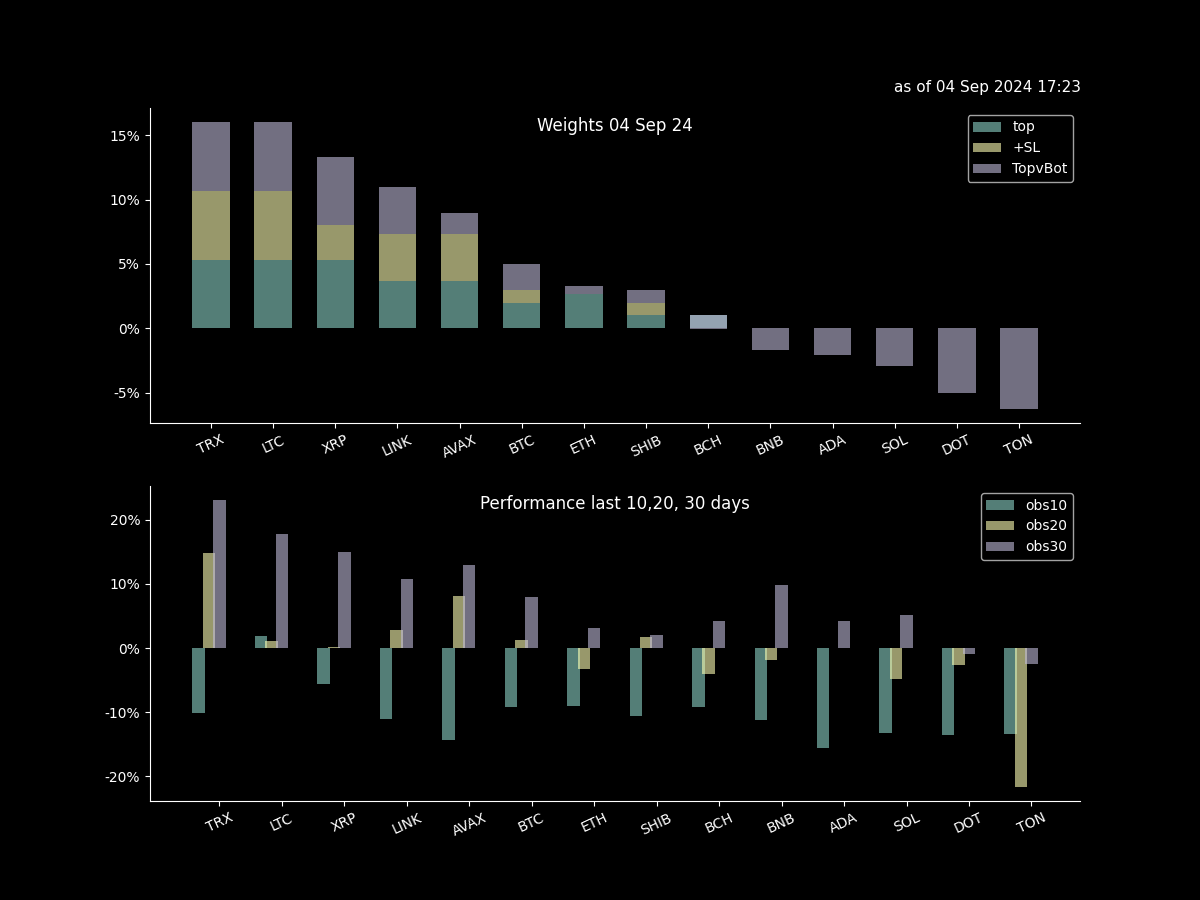 as of 04 Sep 2024 17:23
Weights 04 Sep 24
top
+SL
TopvBot
15%
10%
5%
0%
-5%
TRX LTC XRP LINK AVAX BTC ETH SHIB BCH BNB ADA SOL DOT TON
Performance last 10,20, 30 days
obs10
obs20
obs30
20%
10%
0%
-10%
-20%
TRX LTC XRP LINK AVAX BTC ETH SHIB BCH BNB ADA SOL DOT TON